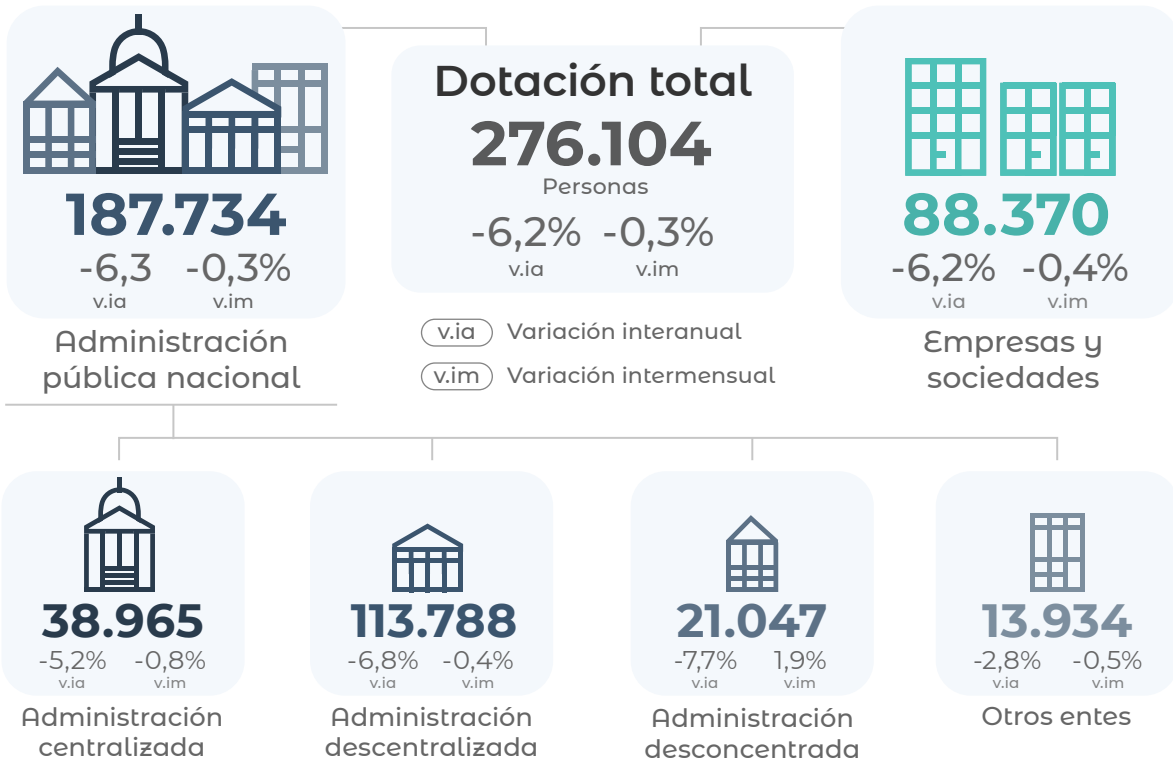 Dotación total
276.104
Personas
-6,2% -0,3%
v.ia v.im
187.734
-6,3 -0,3%
v.ia v.im
Administración
pública nacional
88.370
-6,2% -0,4%
v.ia v.im
Empresas y
sociedades
v.ia Variación interanual
v.im Variación intermensual
38.965
-5,2% -0,8%
v.ia v.im
Administración
centralizada
113.788
-6,8% -0,4%
v.ia v.im
Administración
descentralizada
21.047
-7,7% 1,9%
v.ia v.im
Administración
desconcentrada
13.934
-2,8% -0,5%
v.ia v.im
Otros entes